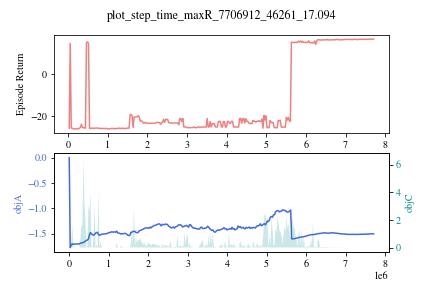 plot_step_time_maxR_7706912_46261_17.094
Episode Return
0
−20
0 1 2 3 4 5 6 7 8
objA
0.0
−0.5
−1.0
−1.5
objC
6
4
2
0
0 1 2 3 4 5 6 7 8
1e6